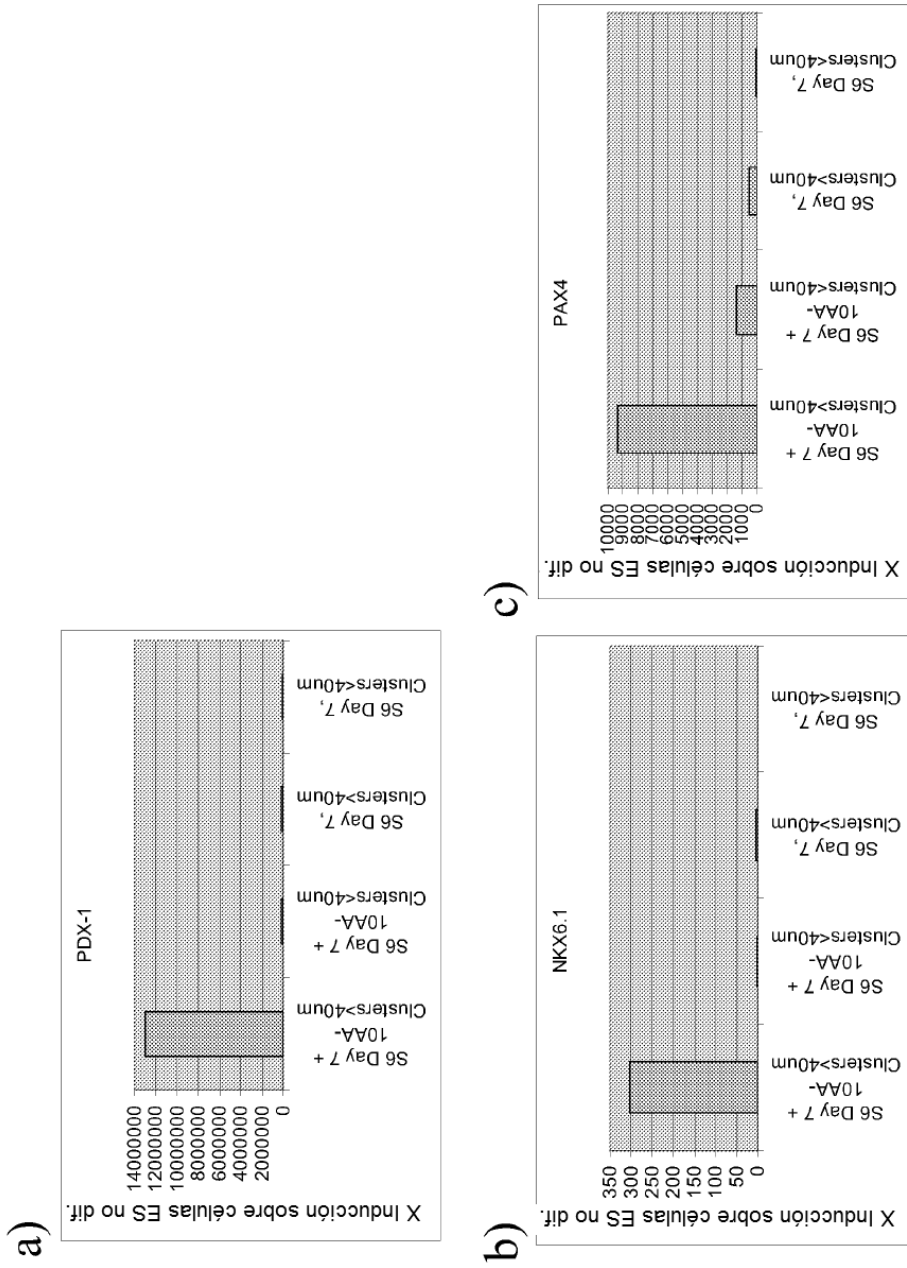 a)
PDX-1
X Inducción sobre células ES no dif.
14000000
12000000
10000000
8000000
6000000
4000000
2000000
0
S6 Day 7 +
10AA-
Clusters>40um
S6 Day 7 +
10AA-
Clusters<40um
S6 Day 7,
Clusters>40um
S6 Day 7,
Clusters<40um
b)
NKX6.1
X Inducción sobre células ES no dif.
350
300
250
200
150
100
50
0
S6 Day 7 +
10AA-
Clusters>40um
S6 Day 7 +
10AA-
Clusters<40um
S6 Day 7,
Clusters>40um
S6 Day 7,
Clusters<40um
c)
PAX4
X Inducción sobre células ES no dif.
10000
9000
8000
7000
6000
5000
4000
3000
2000
1000
0
S6 Day 7 +
10AA-
Clusters>40um
S6 Day 7 +
10AA-
Clusters<40um
S6 Day 7,
Clusters>40um
S6 Day 7,
Clusters<40um